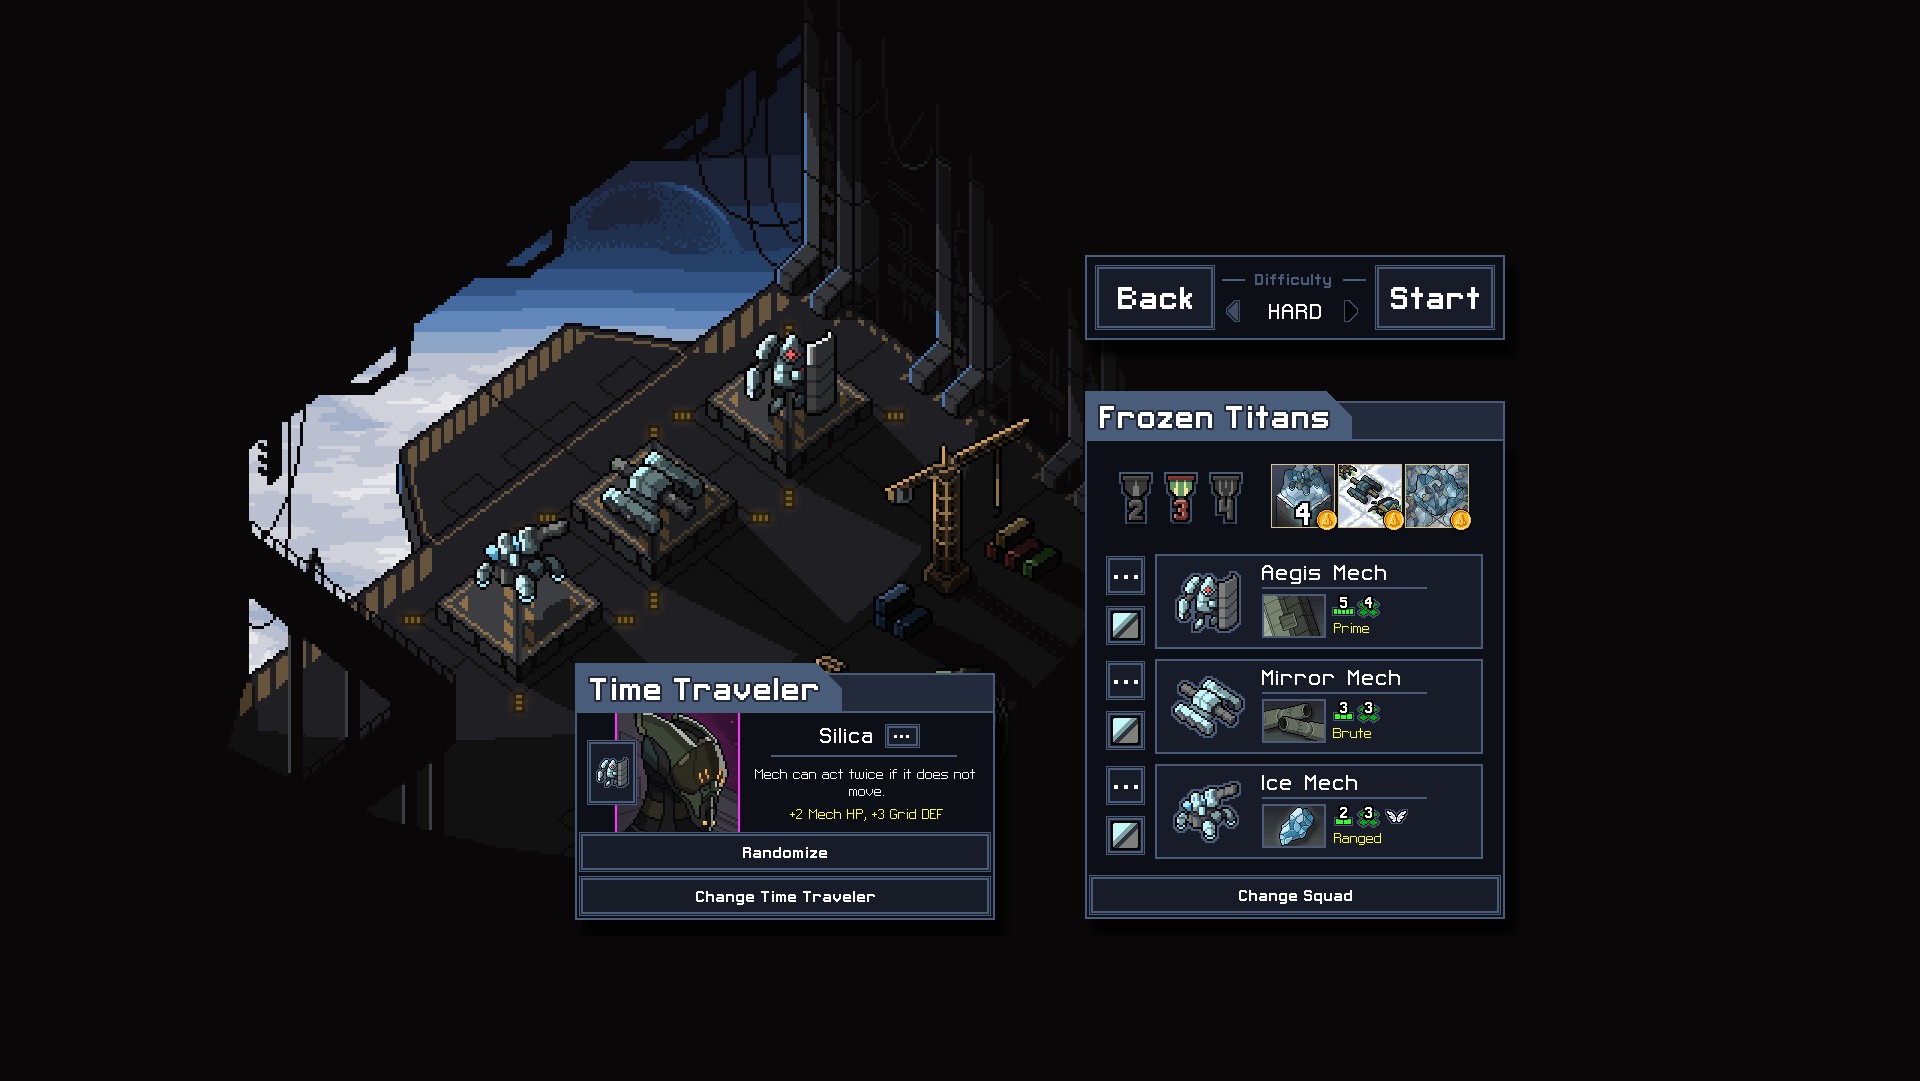 Back
Difficulty
HARD
Start
Frozen Titans
2
3
4
4
...
Aegis Mech
5 4
Prime
...
Mirror Mech
3 3
Brute
...
Ice Mech
2 3
Ranged
Change Squad
Time Traveler
Silica ...
Mech can act twice if it does not
move.
+2 Mech HP, +3 Grid DEF
Randomize
Change Time Traveler